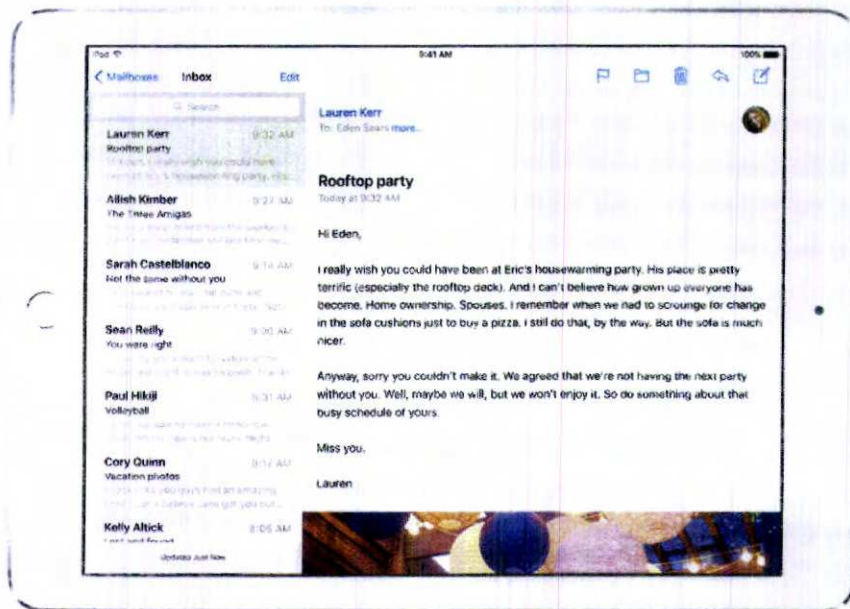 iPad
9:41 AM
100%
Mailboxes
Inbox
Edit
Search
Lauren Kerr
9:32 AM
Rooftop party
Ailish Kimber
9:27 AM
The Three Amigas
Sarah Castelblanco
9:14 AM
Not the same without you
Sean Reilly
9:00 AM
You were right
Paul Hikiji
Volleyball
Cory Quinn
Vacation photos
Kelly Altick
8:06 AM
Lost and found
Updated Just Now
Lauren Kerr
To: Eden Sears more...
Rooftop party
Today at 9:32 AM
Hi Eden,
I really wish you could have been at Eric's housewarming party. His place is pretty
terrific (especially the rooftop deck). And I can't believe how grown up everyone has
become. Home ownership. Spouses. I remember when we had to scrounge for change
in the sofa cushions just to buy a pizza. I still do that, by the way. But the sofa is much
nicer.
Anyway, sorry you couldn't make it. We agreed that we're not having the next party
without you. Well, maybe we will, but we won't enjoy it. So do something about that
busy schedule of yours.
Miss you.
Lauren